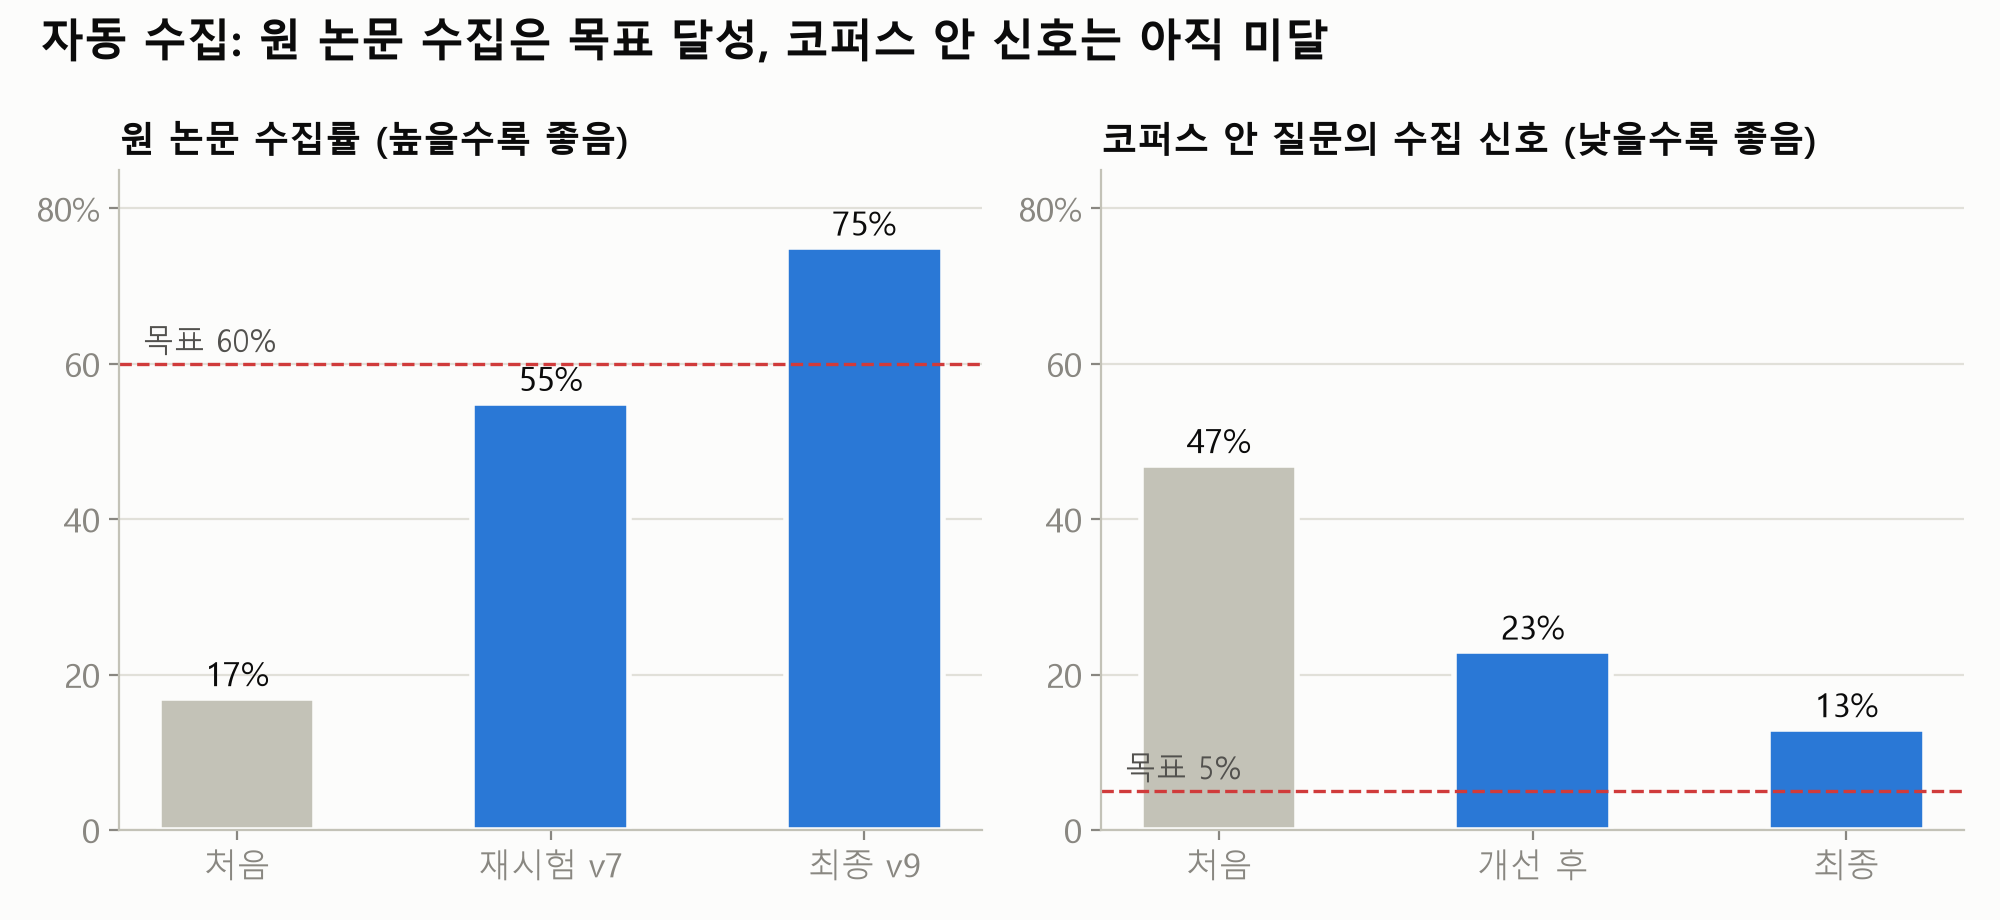 자동 수집: 원 논문 수집은 목표 달성, 코퍼스 안 신호는 아직 미달
원 논문 수집률 (높을수록 좋음)
80%
60
40
20
0
목표 60%
17%
55%
75%
처음
재시험 v7
최종 v9
코퍼스 안 질문의 수집 신호 (낮을수록 좋음)
80%
60
40
20
0
목표 5%
47%
23%
13%
처음
개선 후
최종